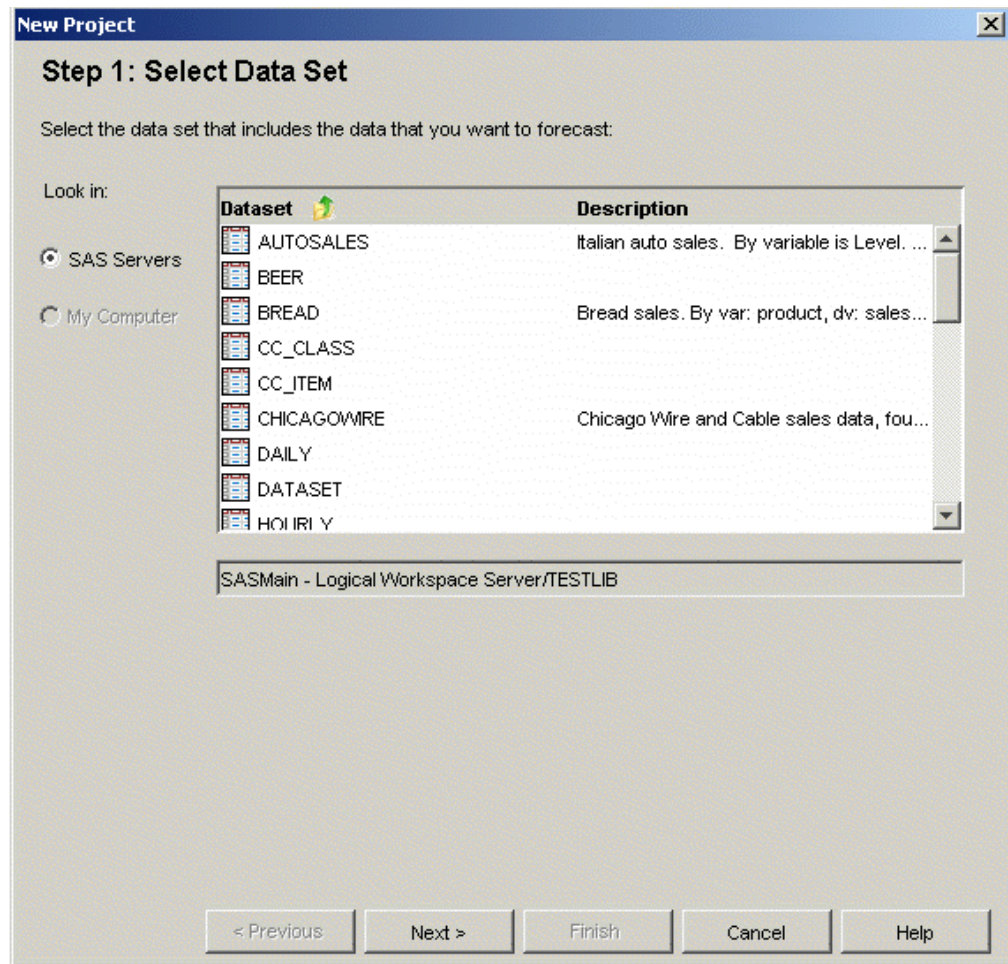 New Project
Step 1: Select Data Set
Select the data set that includes the data that you want to forecast:
Look in:
SAS Servers
My Computer
Dataset Description
AUTOSALES Italian auto sales. By variable is Level. ...
BEER
BREAD Bread sales. By var: product, dv: sales...
CC_CLASS
CC_ITEM
CHICAGOWIRE Chicago Wire and Cable sales data, fou...
DAILY
DATASET
HOURLY
SASMain - Logical Workspace Server/TESTLIB
< Previous Next > Finish Cancel Help